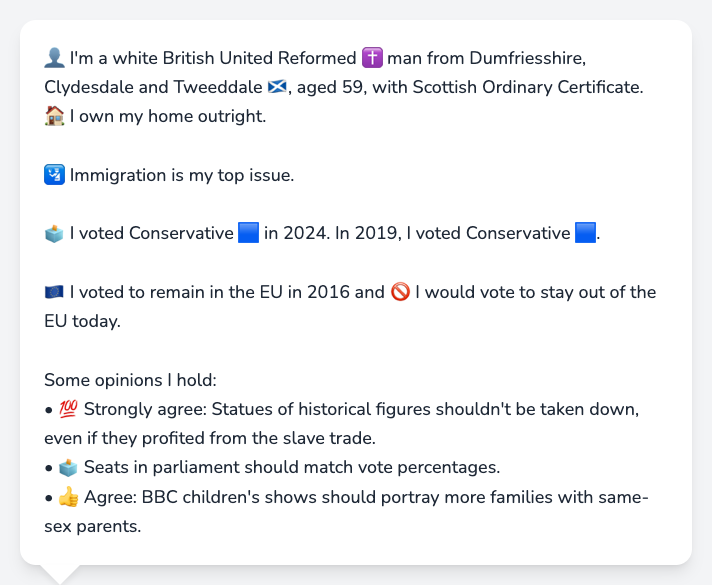 👤 I'm a white British United Reformed ✝️ man from Dumfriesshire,
Clydesdale and Tweeddale 🏴󠁧󠁢󠁳󠁣󠁴󠁿, aged 59, with Scottish Ordinary Certificate.
🏠 I own my home outright.
🛂 Immigration is my top issue.
🗳️ I voted Conservative 🟦 in 2024. In 2019, I voted Conservative 🟦.
🇪🇺 I voted to remain in the EU in 2016 and 🚫 I would vote to stay out of the
EU today.
Some opinions I hold:
• 💯 Strongly agree: Statues of historical figures shouldn't be taken down,
even if they profited from the slave trade.
• 🗳️ Seats in parliament should match vote percentages.
• 👍 Agree: BBC children's shows should portray more families with same-
sex parents.